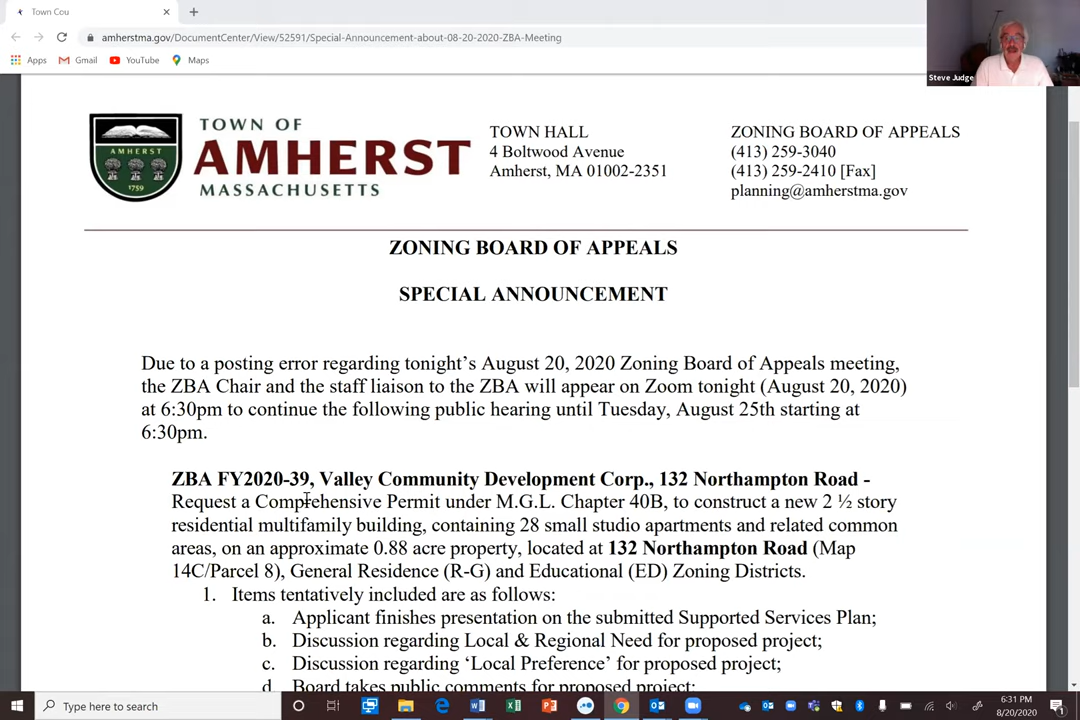 Town Cou
amherstma.gov/DocumentCenter/View/52591/Special-Announcement-about-08-20-2020-ZBA-Meeting
Apps Gmail YouTube Maps
Steve Judge
AMHERST
1759
TOWN OF
AMHERST
MASSACHUSETTS
TOWN HALL
4 Boltwood Avenue
Amherst, MA 01002-2351
ZONING BOARD OF APPEALS
(413) 259-3040
(413) 259-2410 [Fax]
planning@amherstma.gov
ZONING BOARD OF APPEALS
SPECIAL ANNOUNCEMENT
Due to a posting error regarding tonight's August 20, 2020 Zoning Board of Appeals meeting,
the ZBA Chair and the staff liaison to the ZBA will appear on Zoom tonight (August 20, 2020)
at 6:30pm to continue the following public hearing until Tuesday, August 25th starting at
6:30pm.
ZBA FY2020-39, Valley Community Development Corp., 132 Northampton Road -
Request a Comprehensive Permit under M.G.L. Chapter 40B, to construct a new 2 ½ story
residential multifamily building, containing 28 small studio apartments and related common
areas, on an approximate 0.88 acre property, located at 132 Northampton Road (Map
14C/Parcel 8), General Residence (R-G) and Educational (ED) Zoning Districts.
1. Items tentatively included are as follows:
a. Applicant finishes presentation on the submitted Supported Services Plan;
b. Discussion regarding Local & Regional Need for proposed project;
c. Discussion regarding 'Local Preference' for proposed project;
d. Board takes public comments for proposed project;
Type here to search
6:31 PM
8/20/2020